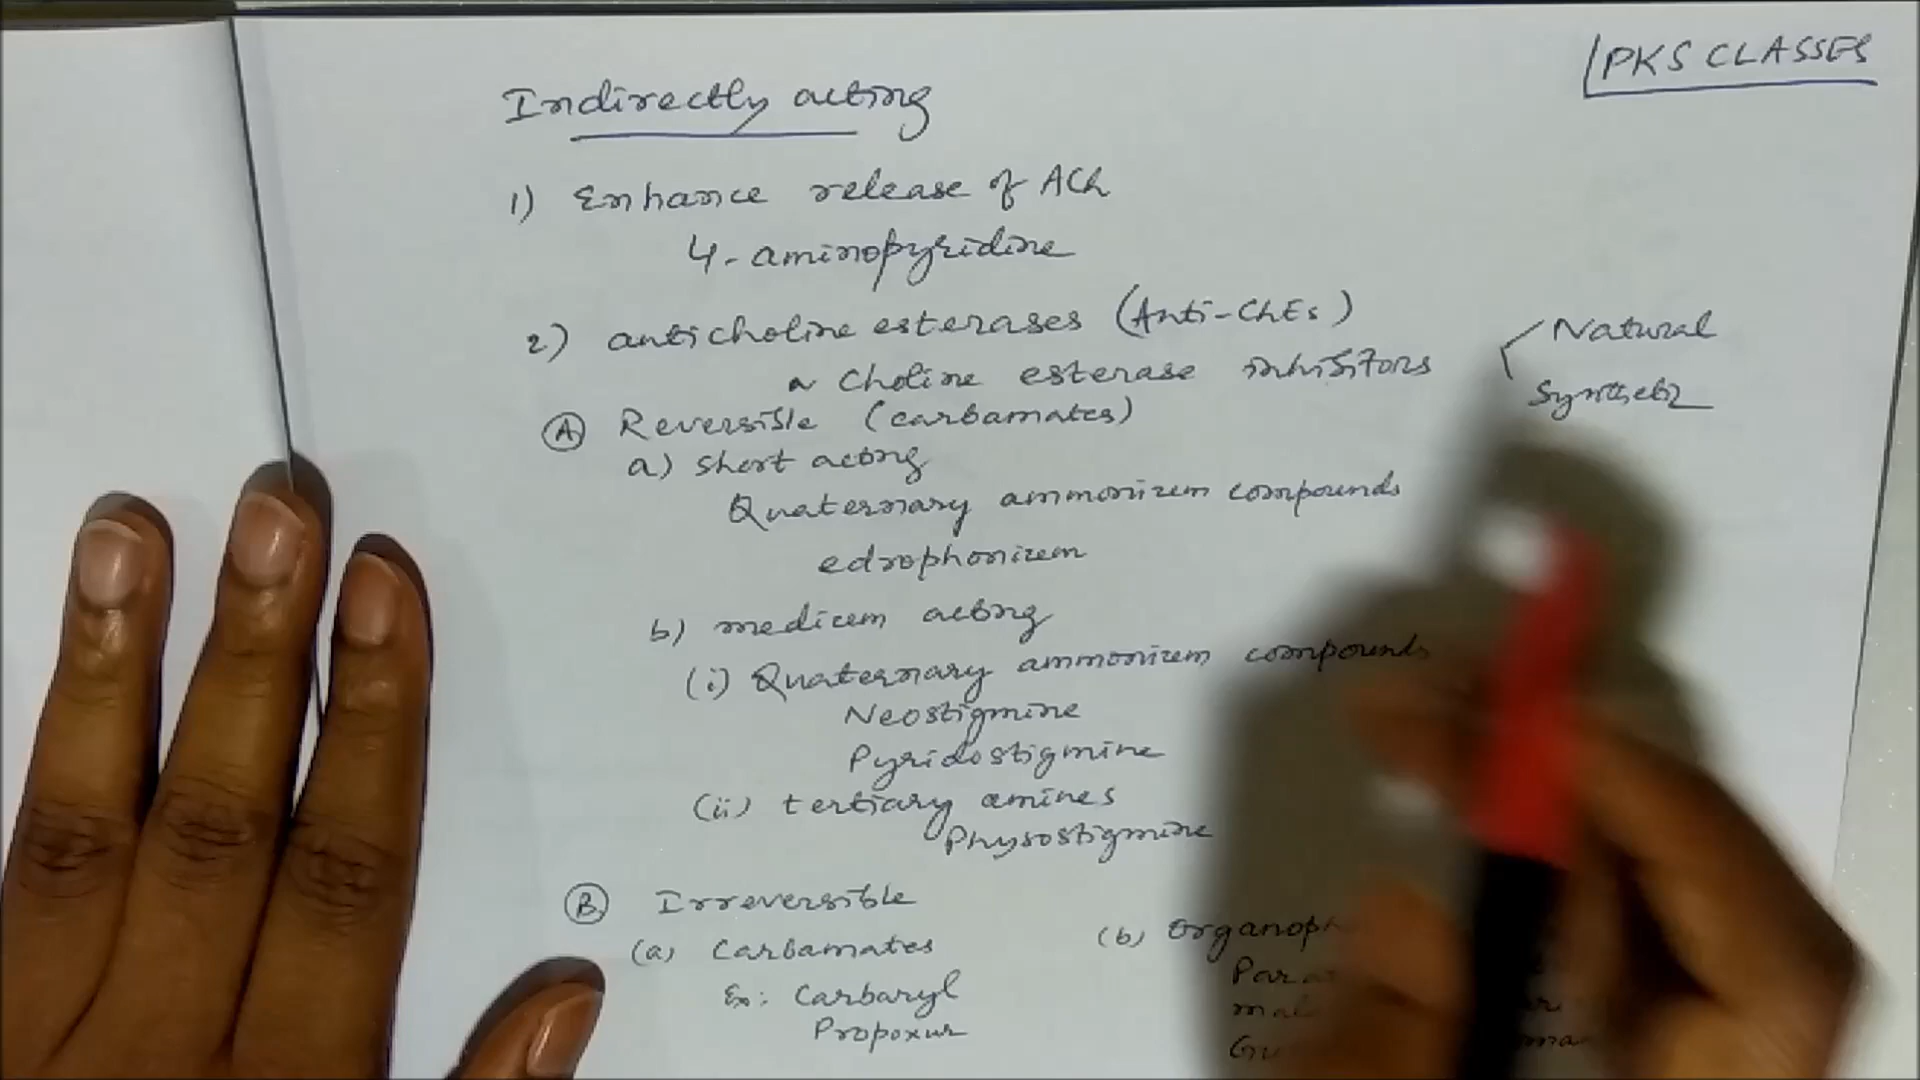 PKS CLASSES
Indirectly acting
1) Enhance release of ACh
4-aminopyridine
2) anticholine esterases (Anti-ChEs)
Choline esterase inhibitors
Natural
Synthetic
(A) Reversible (carbamates)
a) short acting
Quaternary ammonium compounds
edrophonium
b) medium acting
(i) Quaternary ammonium compounds
Neostigmine
Pyridostigmine
(ii) tertiary amines
Physostigmine
(B) Irreversible
(a) Carbamates
Ex: Carbaryl
Propoxur
(b)